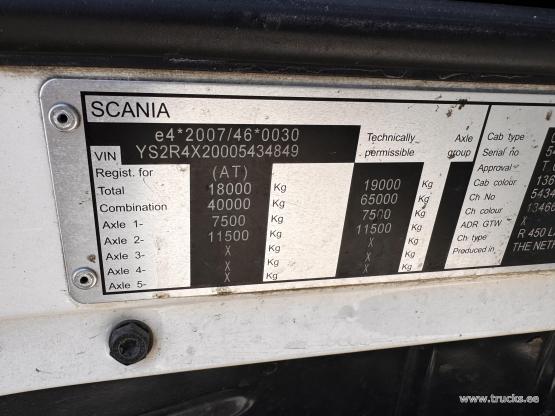 SCANIA
e4*2007/46*0030
VIN YS2R4X20005434849
Technically permissible Axle group
Regist. for (AT)
Total 18000 Kg 19000 Kg
Combination 40000 Kg 65000 Kg
Axle 1- 7500 Kg 7500 Kg
Axle 2- 11500 Kg 11500 Kg
Axle 3- X Kg X Kg
Axle 4- X Kg X Kg
Axle 5- X X
Cab type
Serial no
Approval
Cab colour 136
Ch No 5434
Ch colour 13466
ADR GTW X
Ch type R 450
Produced in THE NETH
www.trucks.ee